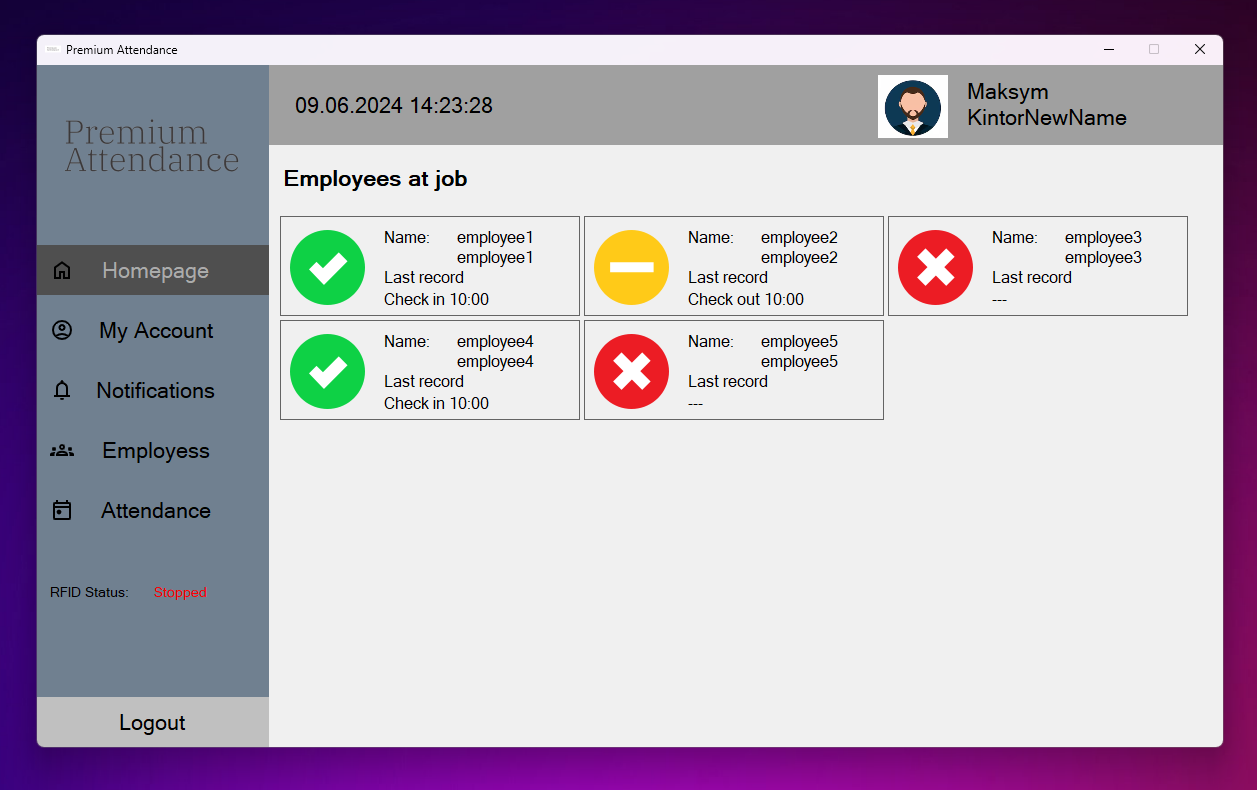 Premium Attendance
Premium
Attendance
Homepage
My Account
Notifications
Employess
Attendance
RFID Status: Stopped
Logout
09.06.2024 14:23:28
Maksym
KintorNewName
Employees at job
Name: employee1
employee1
Last record
Check in 10:00
Name: employee2
employee2
Last record
Check out 10:00
Name: employee3
employee3
Last record
---
Name: employee4
employee4
Last record
Check in 10:00
Name: employee5
employee5
Last record
---